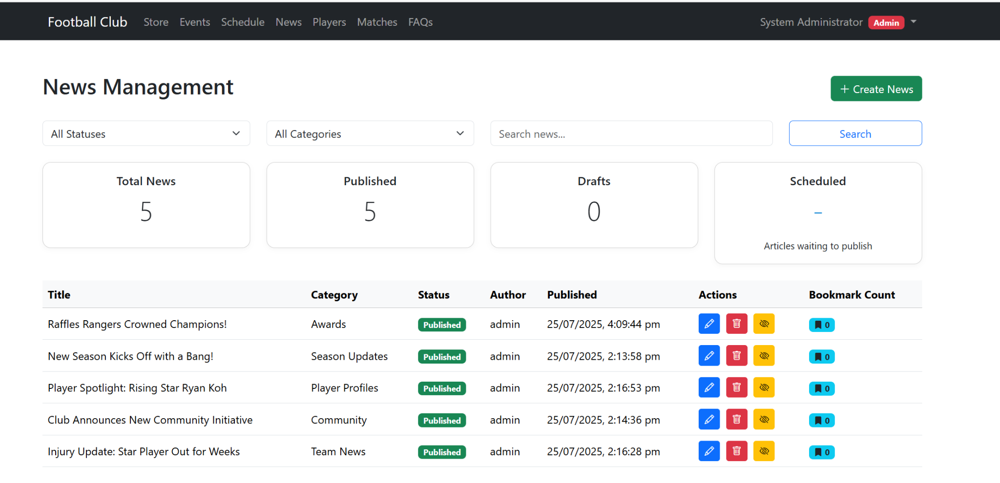 Football Club Store Events Schedule News Players Matches FAQs System Administrator Admin
News Management
+ Create News
All Statuses All Categories Search news... Search
Total News Published Drafts Scheduled
5 5 0 –
Articles waiting to publish
Title Category Status Author Published Actions Bookmark Count
Raffles Rangers Crowned Champions! Awards Published admin 25/07/2025, 4:09:44 pm 0
New Season Kicks Off with a Bang! Season Updates Published admin 25/07/2025, 2:13:58 pm 0
Player Spotlight: Rising Star Ryan Koh Player Profiles Published admin 25/07/2025, 2:16:53 pm 0
Club Announces New Community Initiative Community Published admin 25/07/2025, 2:14:36 pm 0
Injury Update: Star Player Out for Weeks Team News Published admin 25/07/2025, 2:16:28 pm 0